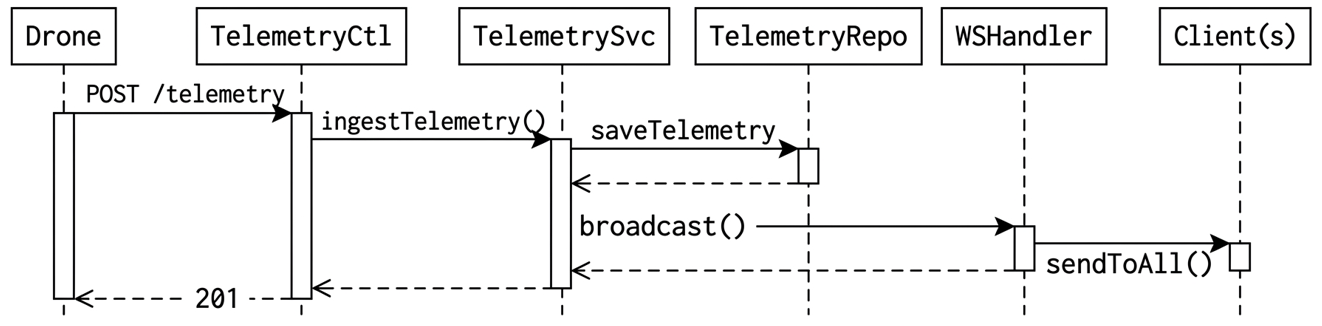 Drone
TelemetryCtl
TelemetrySvc
TelemetryRepo
WSHandler
Client(s)
POST /telemetry
ingestTelemetry()
saveTelemetry
broadcast()
sendToAll()
201